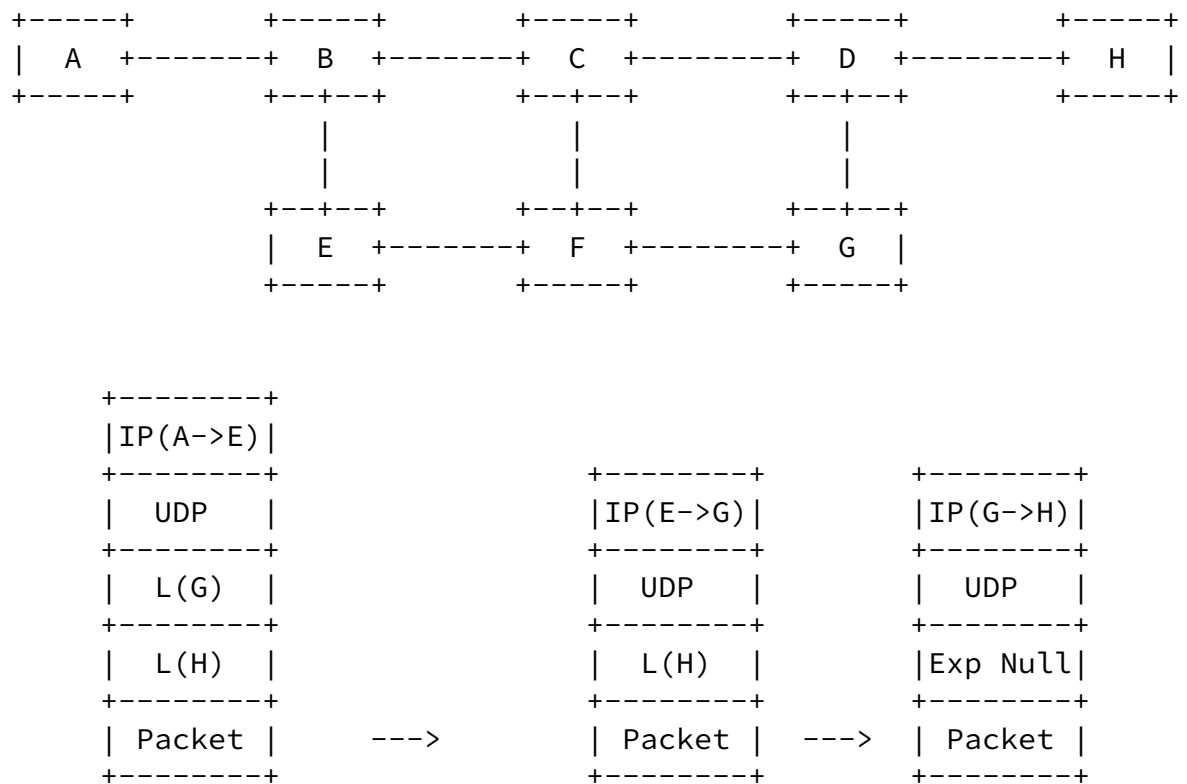 A B C D H
E F G
IP(A->E)
UDP IP(E->G) IP(G->H)
L(G) UDP UDP
L(H) L(H) Exp Null
Packet ---> Packet ---> Packet